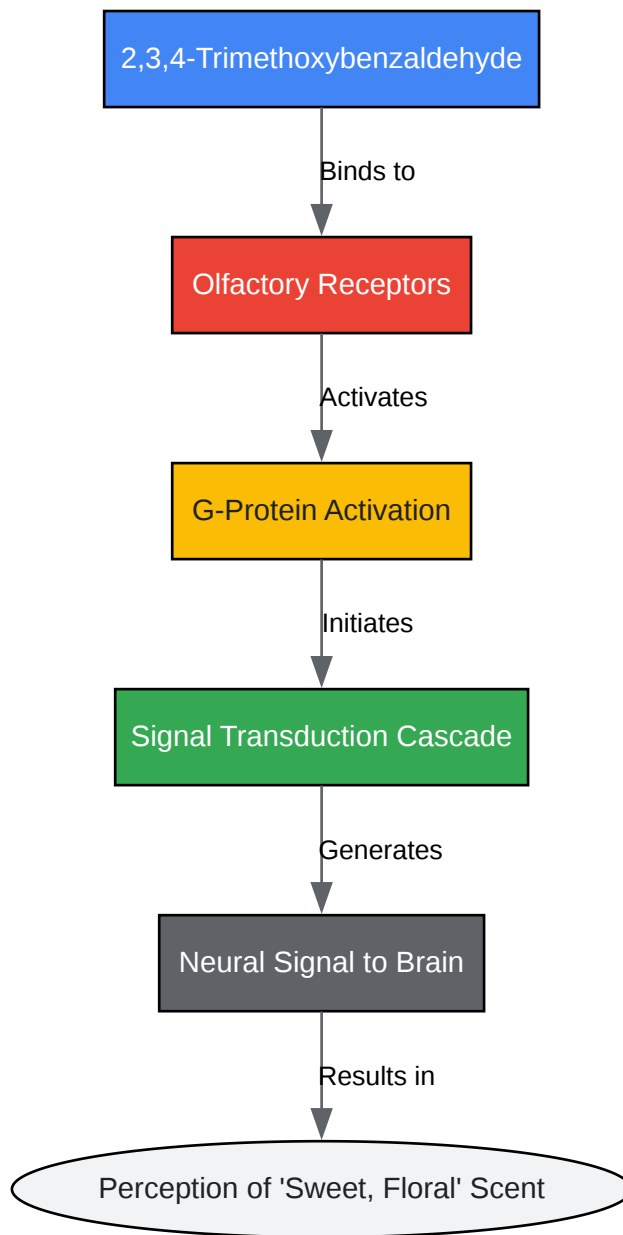 2,3,4-Trimethoxybenzaldehyde
Binds to
Olfactory Receptors
Activates
G-Protein Activation
Initiates
Signal Transduction Cascade
Generates
Neural Signal to Brain
Results in
Perception of 'Sweet, Floral' Scent